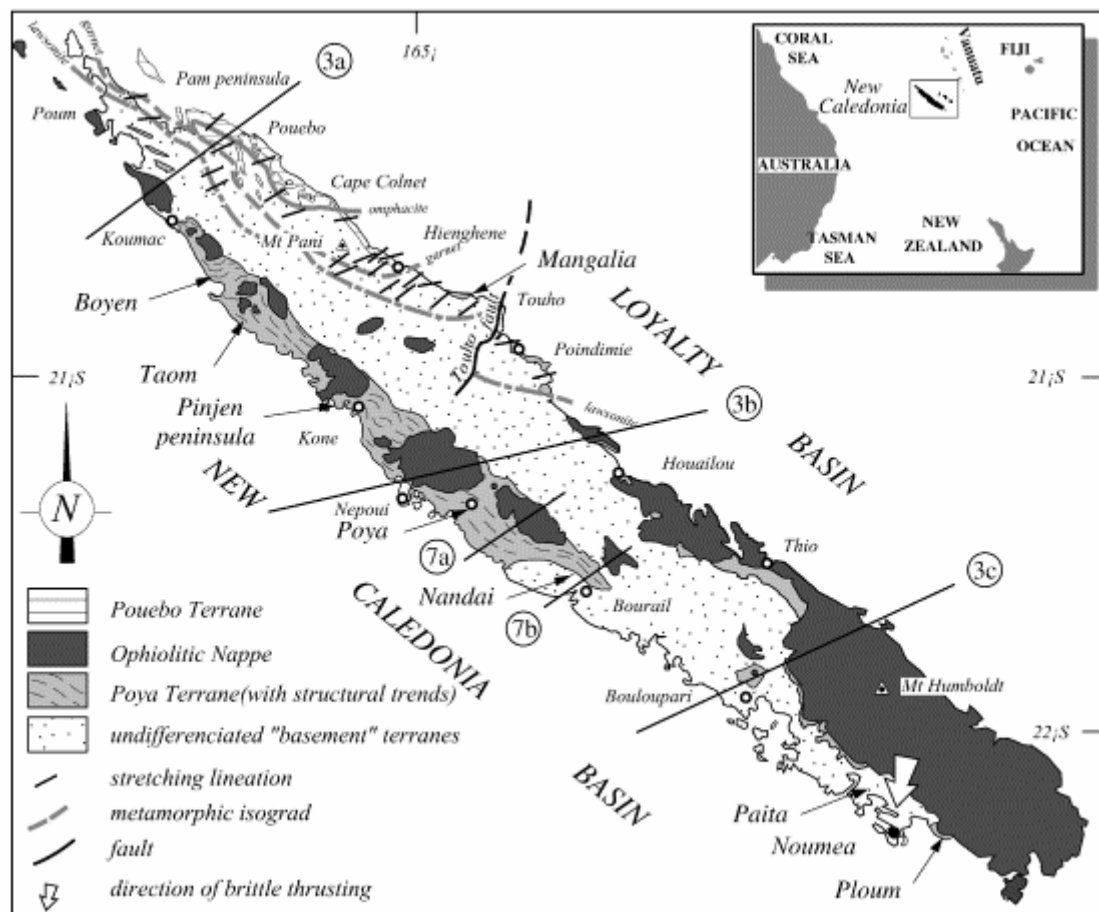 165¡
CORAL
SEA
Vanuatu
FIJI
New
Caledonia
PACIFIC
OCEAN
AUSTRALIA
TASMAN
SEA
NEW
ZEALAND
lawsonite
garnet
Pam peninsula
3a
Poum
Pouebo
Cape Colnet
omphacite
Koumac
Mt Pani
Hienghene
garnet
Mangalia
Boyen
Touho
LOYALTY
Touho fault
Poindimie
21¡S
21¡S
Taom
Pinjen
peninsula
Kone
lawsonite
3b
BASIN
NEW
Houailou
N
Nepoui
Poya
7a
Thio
3c
Nandai
CALEDONIA
7b
Bourail
Pouebo Terrane
Ophiolitic Nappe
Mt Humboldt
Bouloupari
Poya Terrane(with structural trends)
undifferenciated "basement" terranes
22¡S
stretching lineation
BASIN
metamorphic isograd
Paita
fault
Noumea
direction of brittle thrusting
Ploum